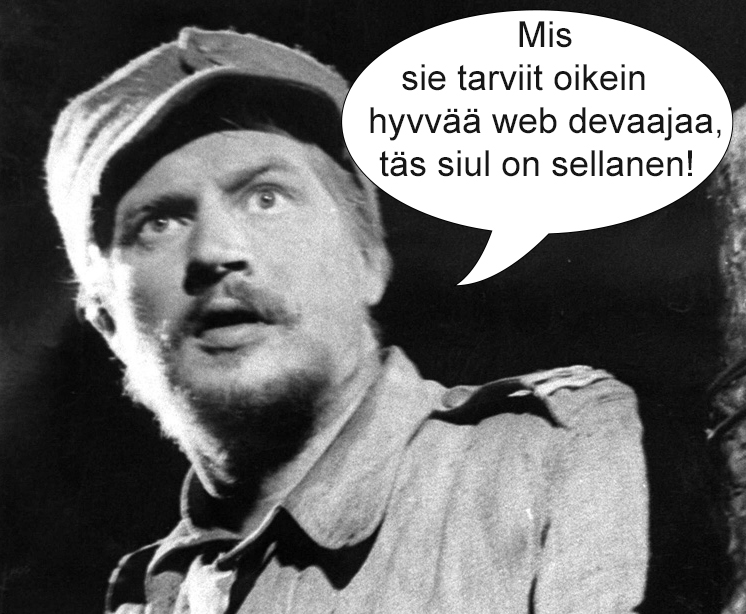 Mis
sie tarviit oikein
hyvvää web devaajaa,
täs siul on sellanen!